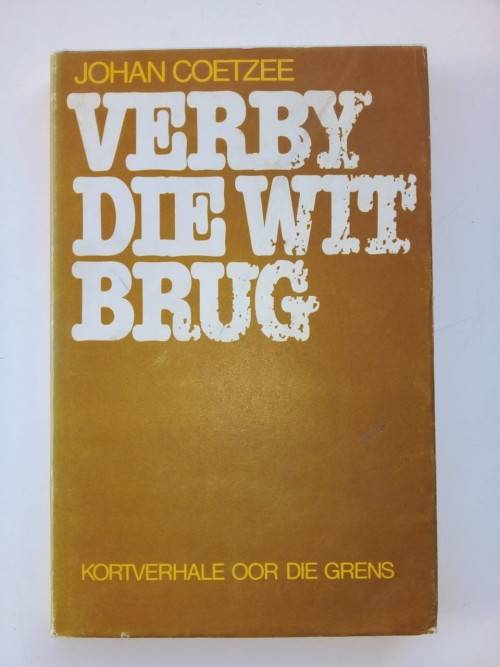 JOHAN COETZEE
VERBY
DIE WIT
BRUG
KORTVERHALE OOR DIE GRENS